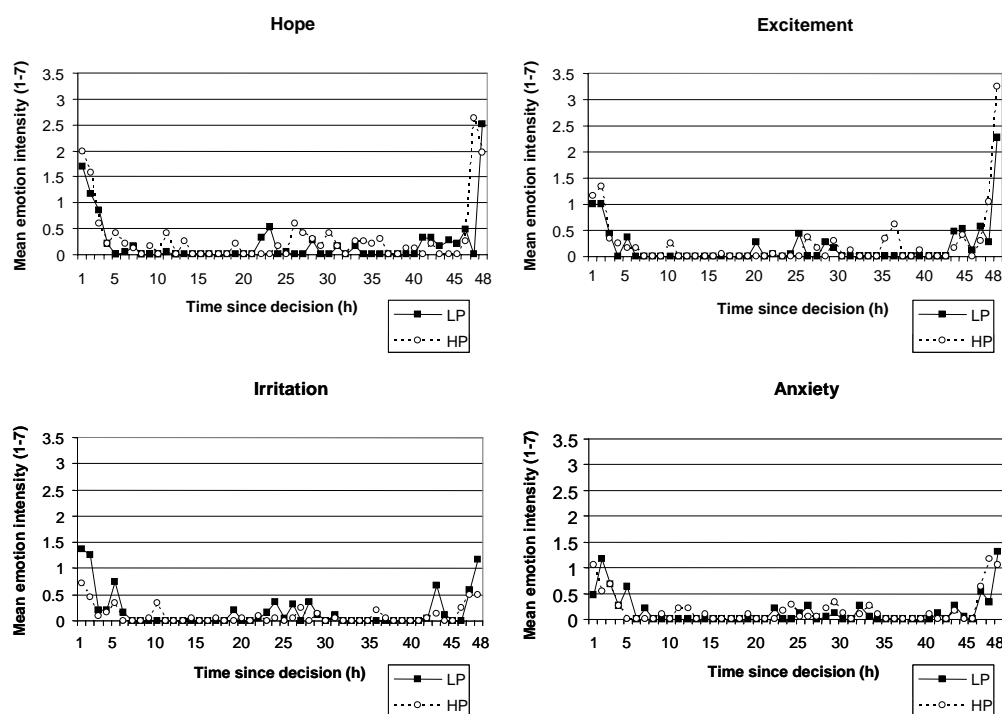 Hope
Mean emotion intensity (1-7)
3.5
3
2.5
2
1.5
1
0.5
0
1 5 10 15 20 25 30 35 40 45 48
Time since decision (h)
LP
HP
Excitement
Mean emotion intensity (1-7)
3.5
3
2.5
2
1.5
1
0.5
0
1 5 10 15 20 25 30 35 40 45 48
Time since decision (h)
LP
HP
Irritation
Mean emotion intensity (1-7)
3.5
3
2.5
2
1.5
1
0.5
0
1 5 10 15 20 25 30 35 40 45 48
Time since decision (h)
LP
HP
Anxiety
Mean emotion intensity (1-7)
3.5
3
2.5
2
1.5
1
0.5
0
1 5 10 15 20 25 30 35 40 45 48
Time since decision (h)
LP
HP